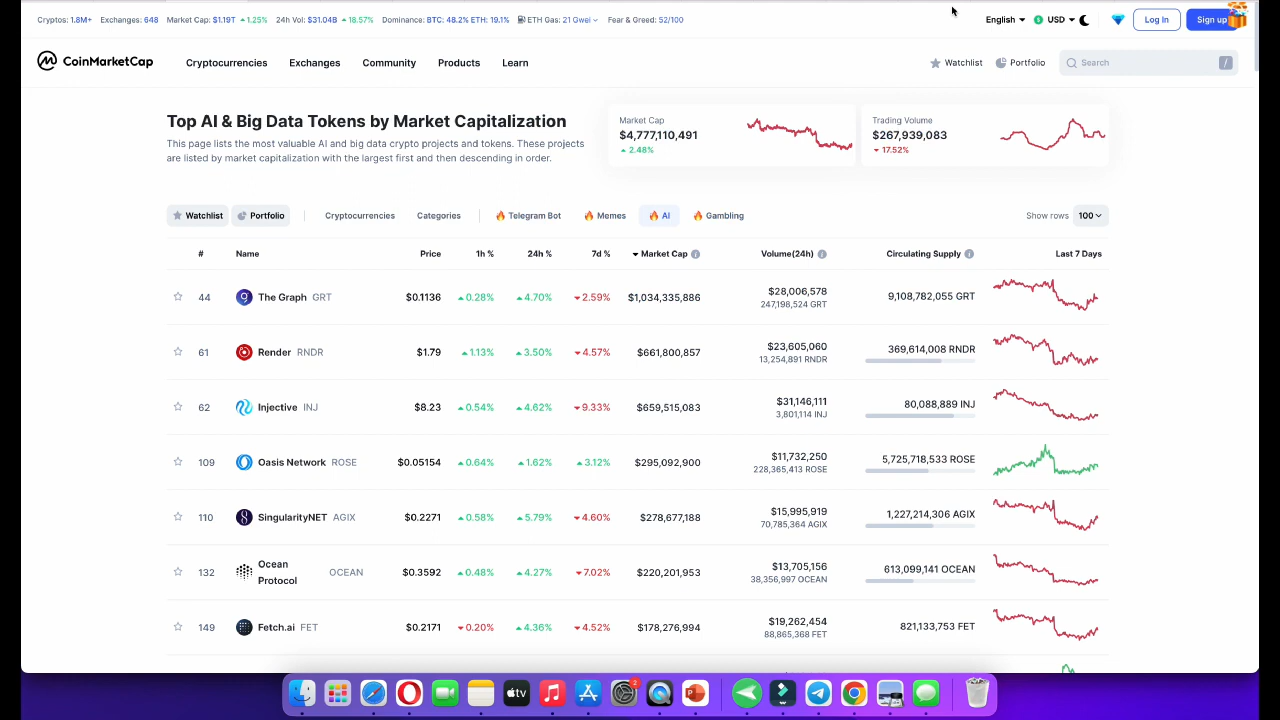 Cryptos: 1.8M+ Exchanges: 648 Market Cap: $1.19T 1.25% 24h Vol: $31.04B 18.57% Dominance: BTC: 48.2% ETH: 19.1% ETH Gas: 21 Gwei Fear & Greed: 52/100 English USD Log In Sign up
CoinMarketCap Cryptocurrencies Exchanges Community Products Learn Watchlist Portfolio Search /
Top AI & Big Data Tokens by Market Capitalization
This page lists the most valuable AI and big data crypto projects and tokens. These projects
are listed by market capitalization with the largest first and then descending in order.
Market Cap
$4,777,110,491
2.48%
Trading Volume
$267,939,083
17.52%
Watchlist Portfolio Cryptocurrencies Categories Telegram Bot Memes AI Gambling Show rows 100
# Name Price 1h % 24h % 7d % Market Cap Volume(24h) Circulating Supply Last 7 Days
44 The Graph GRT $0.1136 0.28% 4.70% 2.59% $1,034,335,886 $28,006,578 9,108,782,055 GRT
247,198,524 GRT
61 Render RNDR $1.79 1.13% 3.50% 4.57% $661,800,857 $23,605,060 369,614,008 RNDR
13,254,891 RNDR
62 Injective INJ $8.23 0.54% 4.62% 9.33% $659,515,083 $31,146,111 80,088,889 INJ
3,801,114 INJ
109 Oasis Network ROSE $0.05154 0.64% 1.62% 3.12% $295,092,900 $11,732,250 5,725,718,533 ROSE
228,365,413 ROSE
110 SingularityNET AGIX $0.2271 0.58% 5.79% 4.60% $278,677,188 $15,995,919 1,227,214,306 AGIX
70,785,364 AGIX
132 Ocean Protocol OCEAN $0.3592 0.48% 4.27% 7.02% $220,201,953 $13,705,156 613,099,141 OCEAN
38,356,997 OCEAN
149 Fetch.ai FET $0.2171 0.20% 4.36% 4.52% $178,276,994 $19,262,454 821,133,753 FET
88,865,368 FET
tv 2